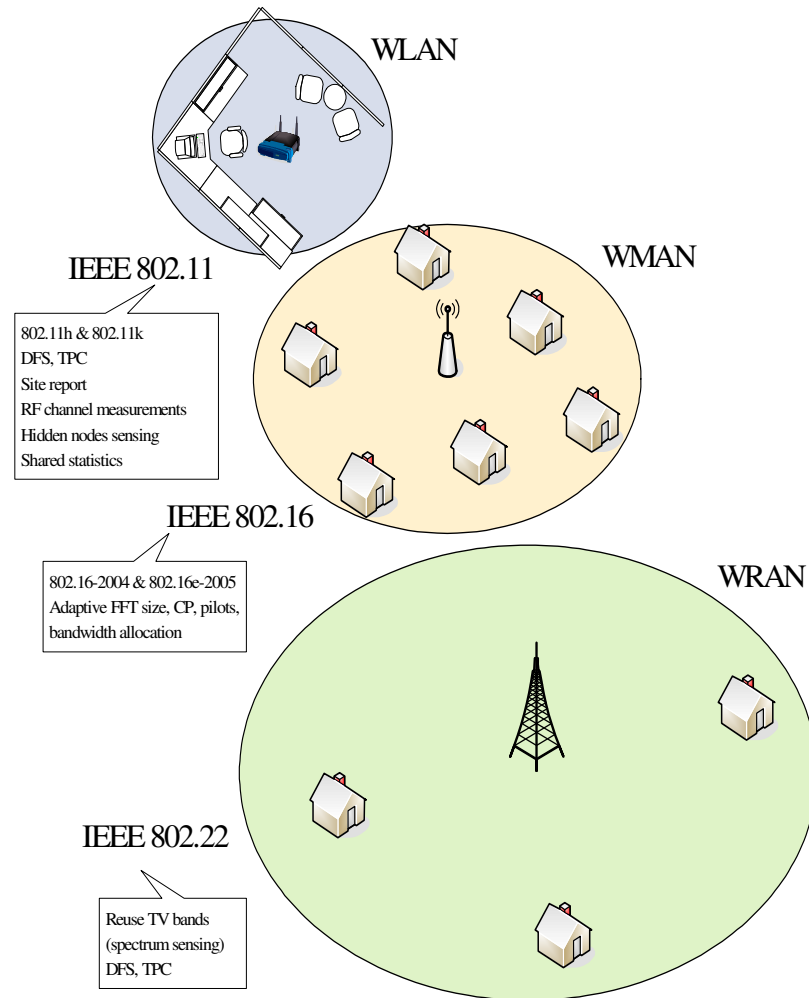 WLAN
IEEE 802.11
802.11h & 802.11k
DFS, TPC
Site report
RF channel measurements
Hidden nodes sensing
Shared statistics
WMAN
IEEE 802.16
802.16-2004 & 802.16e-2005
Adaptive FFT size, CP, pilots,
bandwidth allocation
WRAN
IEEE 802.22
Reuse TV bands
(spectrum sensing)
DFS, TPC